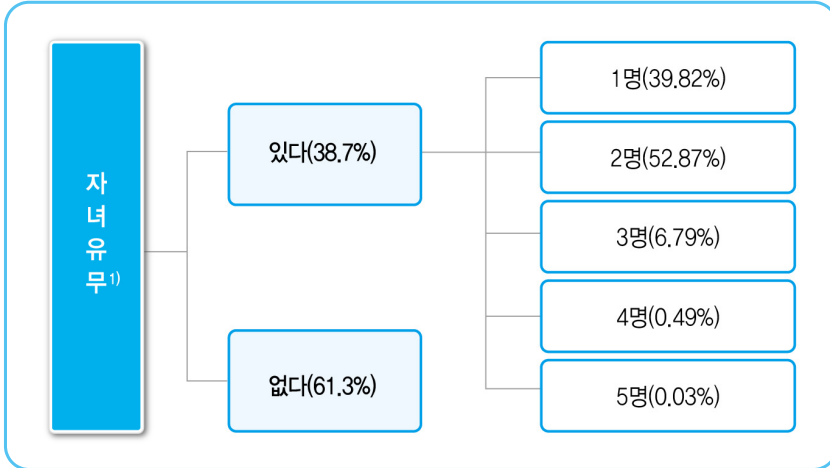 자녀유무1)
있다(38.7%)
없다(61.3%)
1명(39.82%)
2명(52.87%)
3명(6.79%)
4명(0.49%)
5명(0.03%)